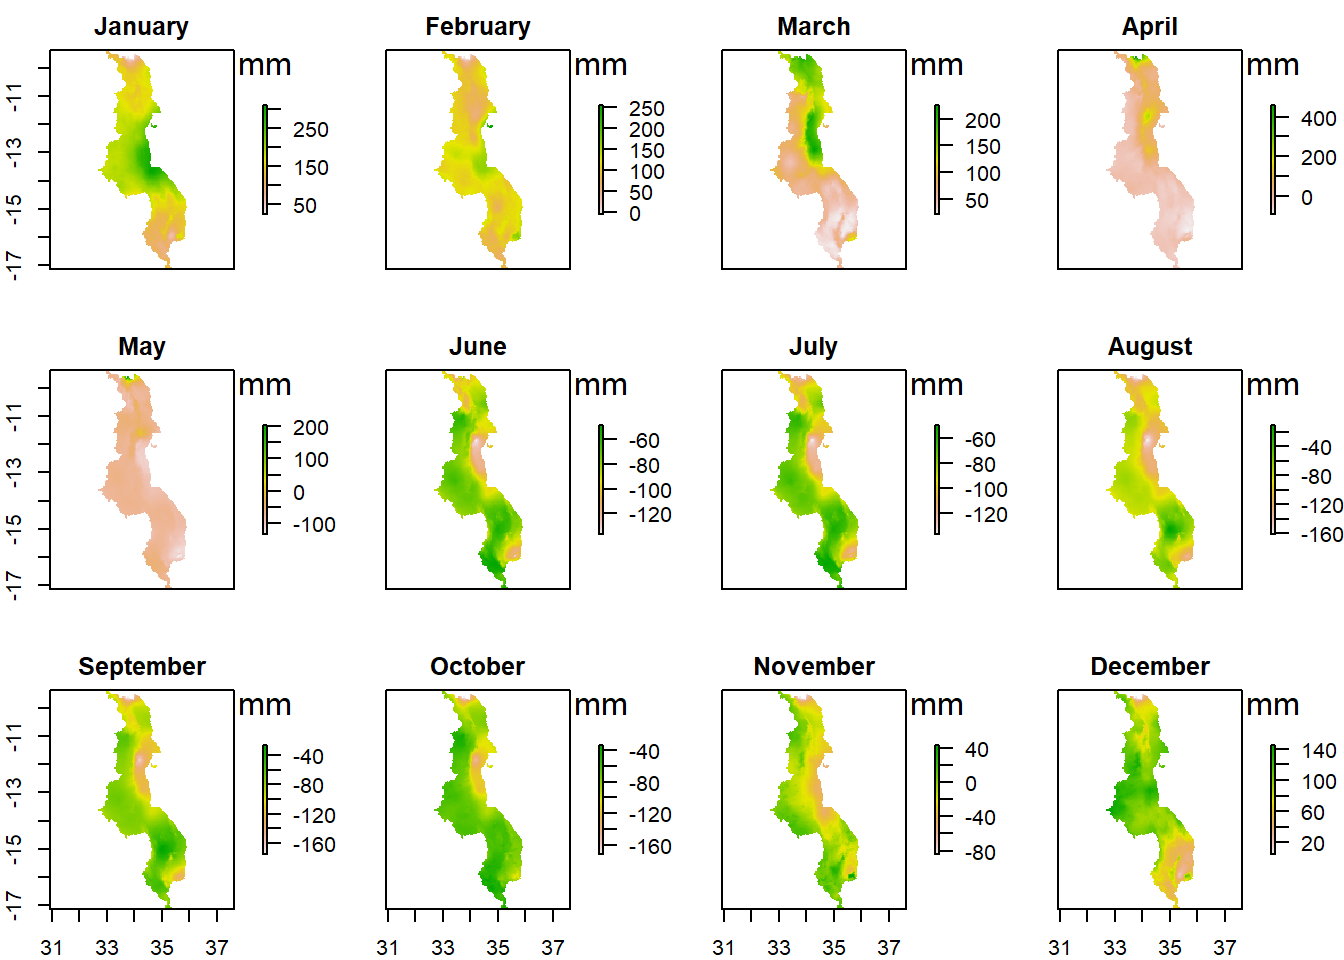 January February March April
mm mm mm mm
-11 -13 -15 -17
250 150 50
250 200 150 100 50 0
200 150 100 50
400 200 0
May June July August
mm mm mm mm
-11 -13 -15 -17
200 100 0 -100
-60 -80 -100 -120
-60 -80 -100 -120
-40 -80 -120 -160
September October November December
mm mm mm mm
-11 -13 -15 -17
-40 -80 -120 -160
-40 -80 -120 -160
40 0 -40 -80
140 100 60 20
31 33 35 37 31 33 35 37 31 33 35 37 31 33 35 37